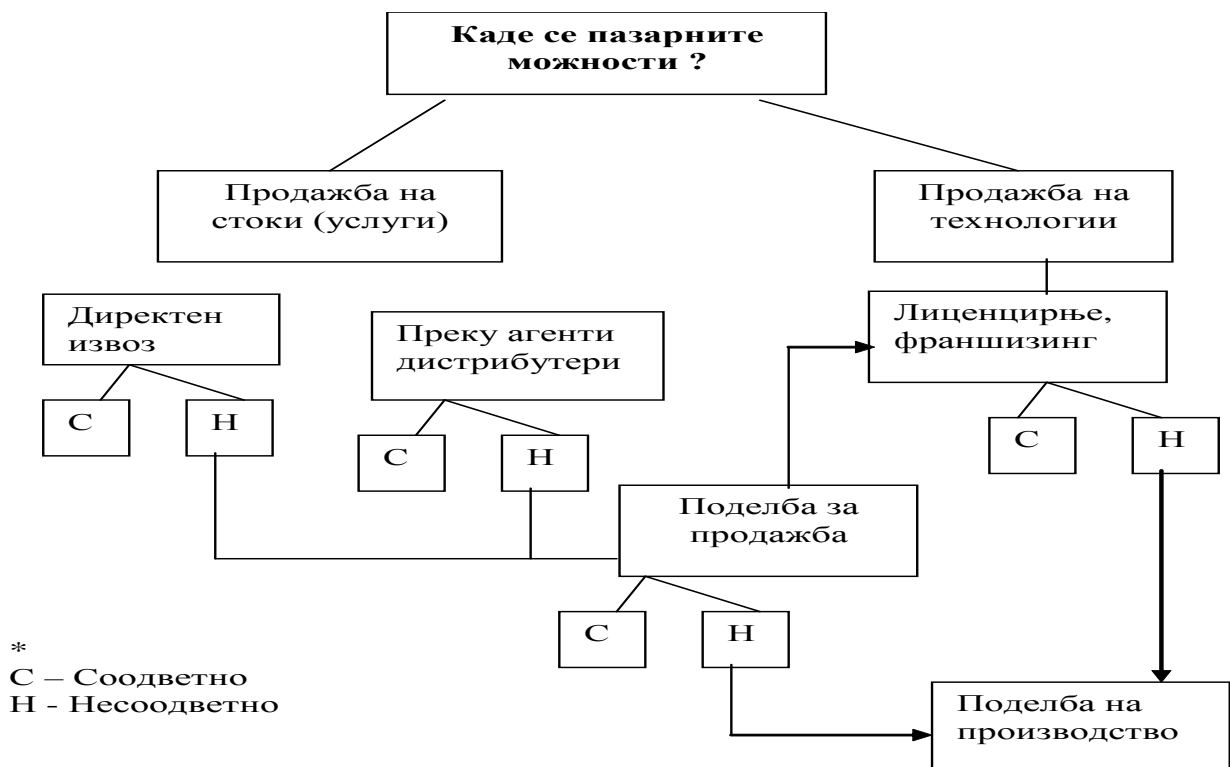 Каде се пазарните
можности ?
Продажба на
стоки (услуги)
Продажба на
технологии
Директен
извоз
Преку агенти
дистрибутери
Лиценцирње,
франшизинг
С
Н
С
Н
С
Н
Поделба за
продажба
С
Н
*
С – Соодветно
Н - Несоодветно
Поделба на
производство